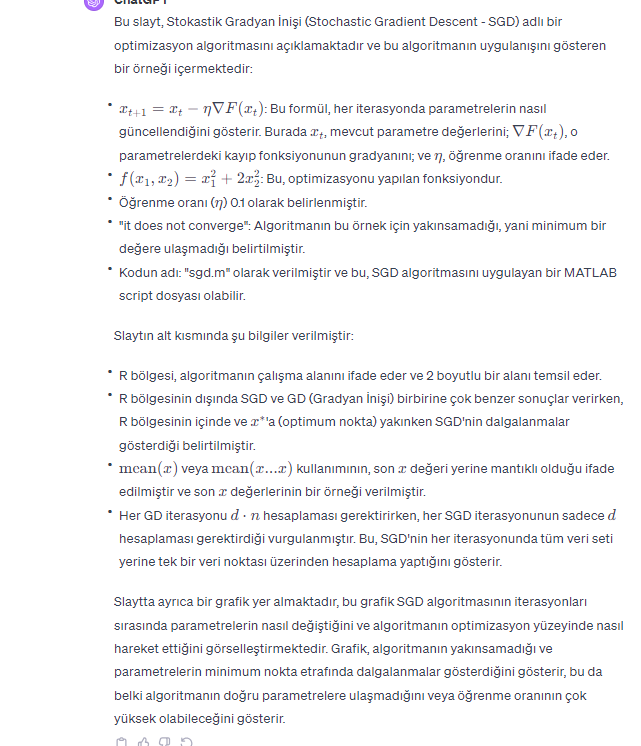 ChatGPT
Bu slayt, Stokastik Gradyan İnişi (Stochastic Gradient Descent - SGD) adlı bir
optimizasyon algoritmasını açıklamaktadır ve bu algoritmanın uygulanışını gösteren
bir örneği içermektedir:
• xₜ₊₁ = xₜ − η∇F(xₜ): Bu formül, her iterasyonda parametrelerin nasıl
güncellendiğini gösterir. Burada xₜ, mevcut parametre değerlerini; ∇F(xₜ), o
parametrelerdeki kayıp fonksiyonunun gradyanını; ve η, öğrenme oranını ifade eder.
• f(x₁, x₂) = x₁² + 2x₂²: Bu, optimizasyonu yapılan fonksiyondur.
• Öğrenme oranı (η) 0.1 olarak belirlenmiştir.
• "it does not converge": Algoritmanın bu örnek için yakınsamadığı, yani minimum bir
değere ulaşmadığı belirtilmiştir.
• Kodun adı: "sgd.m" olarak verilmiştir ve bu, SGD algoritmasını uygulayan bir MATLAB
script dosyası olabilir.
Slaytın alt kısmında şu bilgiler verilmiştir:
• R bölgesi, algoritmanın çalışma alanını ifade eder ve 2 boyutlu bir alanı temsil eder.
• R bölgesinin dışında SGD ve GD (Gradyan İnişi) birbirine çok benzer sonuçlar verirken,
R bölgesinin içinde ve x*'a (optimum nokta) yakınken SGD'nin dalgalanmalar
gösterdiği belirtilmiştir.
• mean(x) veya mean(x...x) kullanımının, son x değeri yerine mantıklı olduğu ifade
edilmiştir ve son x değerlerinin bir örneği verilmiştir.
• Her GD iterasyonu d · n hesaplaması gerektirirken, her SGD iterasyonunun sadece d
hesaplaması gerektirdiği vurgulanmıştır. Bu, SGD'nin her iterasyonunda tüm veri seti
yerine tek bir veri noktası üzerinden hesaplama yaptığını gösterir.
Slaytta ayrıca bir grafik yer almaktadır, bu grafik SGD algoritmasının iterasyonları
sırasında parametrelerin nasıl değiştiğini ve algoritmanın optimizasyon yüzeyinde nasıl
hareket ettiğini görselleştirmektedir. Grafik, algoritmanın yakınsamadığı ve
parametrelerin minimum nokta etrafında dalgalanmalar gösterdiğini gösterir, bu da
belki algoritmanın doğru parametrelere ulaşmadığını veya öğrenme oranının çok
yüksek olabileceğini gösterir.